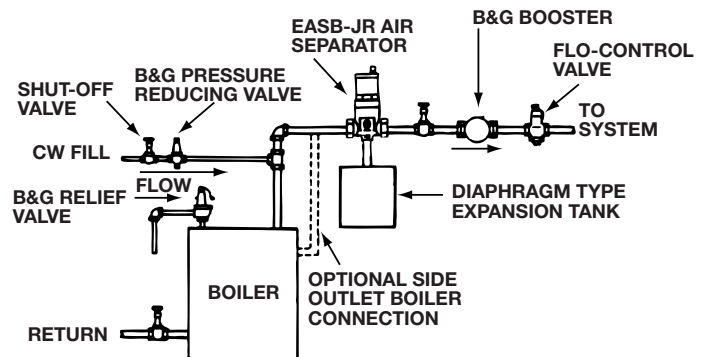 B&G BOOSTER
EASB-JR AIR
SEPARATOR
FLO-CONTROL
VALVE
B&G PRESSURE
REDUCING VALVE
SHUT-OFF
VALVE
TO
SYSTEM
CW FILL
FLOW
B&G RELIEF
VALVE
DIAPHRAGM TYPE
EXPANSION TANK
OPTIONAL SIDE
OUTLET BOILER
CONNECTION
BOILER
RETURN